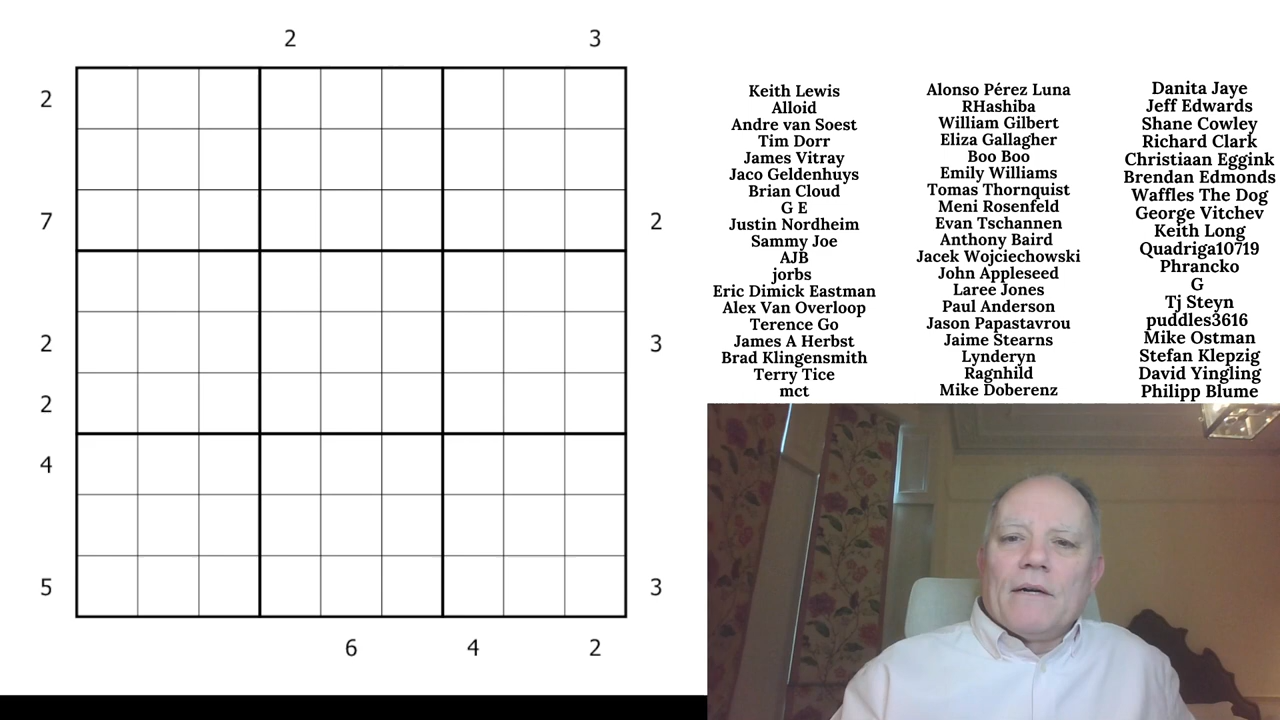 2 3
2
7 2
2 3
2
4
5 3
6 4 2
Keith Lewis
Alloid
Andre van Soest
Tim Dorr
James Vitray
Jaco Geldenhuys
Brian Cloud
G E
Justin Nordheim
Sammy Joe
AJB
jorbs
Eric Dimick Eastman
Alex Van Overloop
Terence Go
James A Herbst
Brad Klingensmith
Terry Tice
mct
Alonso Pérez Luna
RHashiba
William Gilbert
Eliza Gallagher
Boo Boo
Emily Williams
Tomas Thornquist
Meni Rosenfeld
Evan Tschannen
Anthony Baird
Jacek Wojciechowski
John Appleseed
Laree Jones
Paul Anderson
Jason Papastavrou
Jaime Stearns
Lynderyn
Ragnhild
Mike Doberenz
Danita Jaye
Jeff Edwards
Shane Cowley
Richard Clark
Christiaan Eggink
Brendan Edmonds
Waffles The Dog
George Vitchev
Keith Long
Quadriga10719
Phrancko
G
Tj Steyn
puddles3616
Mike Ostman
Stefan Klepzig
David Yingling
Philipp Blume